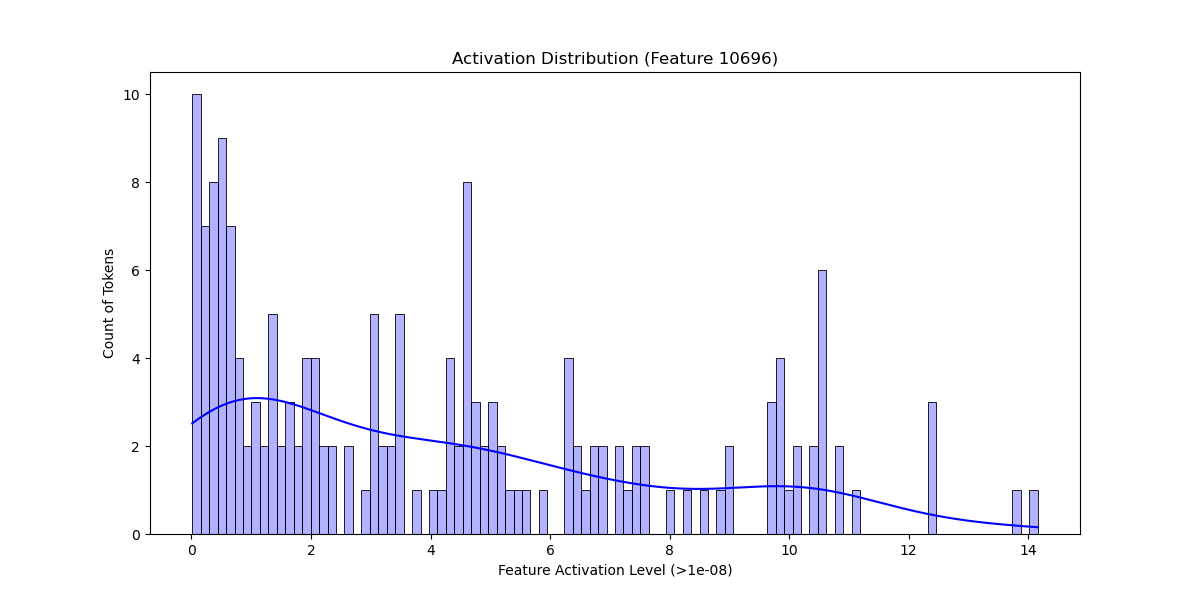 Activation Distribution (Feature 10696)
10
8
6
4
2
0
Count of Tokens
0 2 4 6 8 10 12 14
Feature Activation Level (>1e-08)